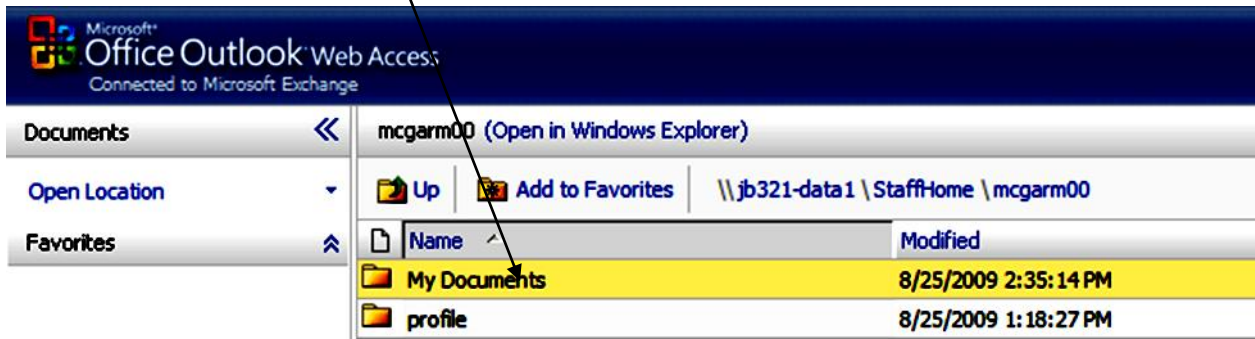 Microsoft®
Office Outlook Web Access
Connected to Microsoft Exchange
Documents «
mcgarm00 (Open in Windows Explorer)
Open Location
Up Add to Favorites \\jb321-data1\StaffHome\mcgarm00
Favorites
Name Modified
My Documents 8/25/2009 2:35:14 PM
profile 8/25/2009 1:18:27 PM